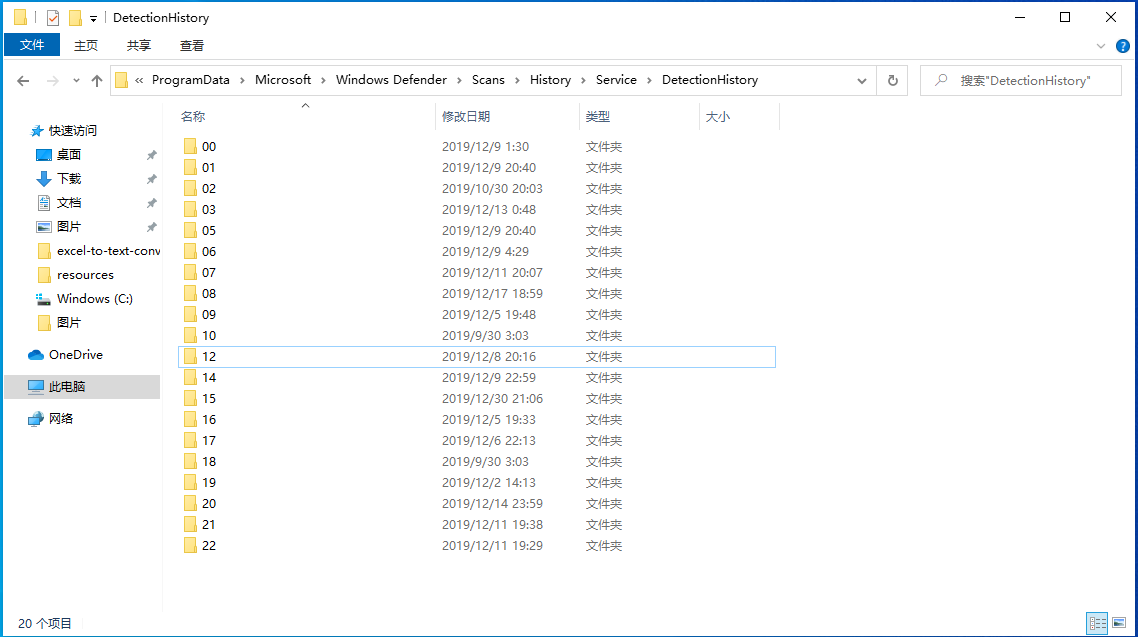 DetectionHistory
文件 主页 共享 查看
« ProgramData › Microsoft › Windows Defender › Scans › History › Service › DetectionHistory
搜索"DetectionHistory"
快速访问
桌面
下载
文档
图片
excel-to-text-conv
resources
Windows (C:)
图片
OneDrive
此电脑
网络
名称 修改日期 类型 大小
00 2019/12/9 1:30 文件夹
01 2019/12/9 20:40 文件夹
02 2019/10/30 20:03 文件夹
03 2019/12/13 0:48 文件夹
05 2019/12/9 20:40 文件夹
06 2019/12/9 4:29 文件夹
07 2019/12/11 20:07 文件夹
08 2019/12/17 18:59 文件夹
09 2019/12/5 19:48 文件夹
10 2019/9/30 3:03 文件夹
12 2019/12/8 20:16 文件夹
14 2019/12/9 22:59 文件夹
15 2019/12/30 21:06 文件夹
16 2019/12/5 19:33 文件夹
17 2019/12/6 22:13 文件夹
18 2019/9/30 3:03 文件夹
19 2019/12/2 14:13 文件夹
20 2019/12/14 23:59 文件夹
21 2019/12/11 19:38 文件夹
22 2019/12/11 19:29 文件夹
20 个项目